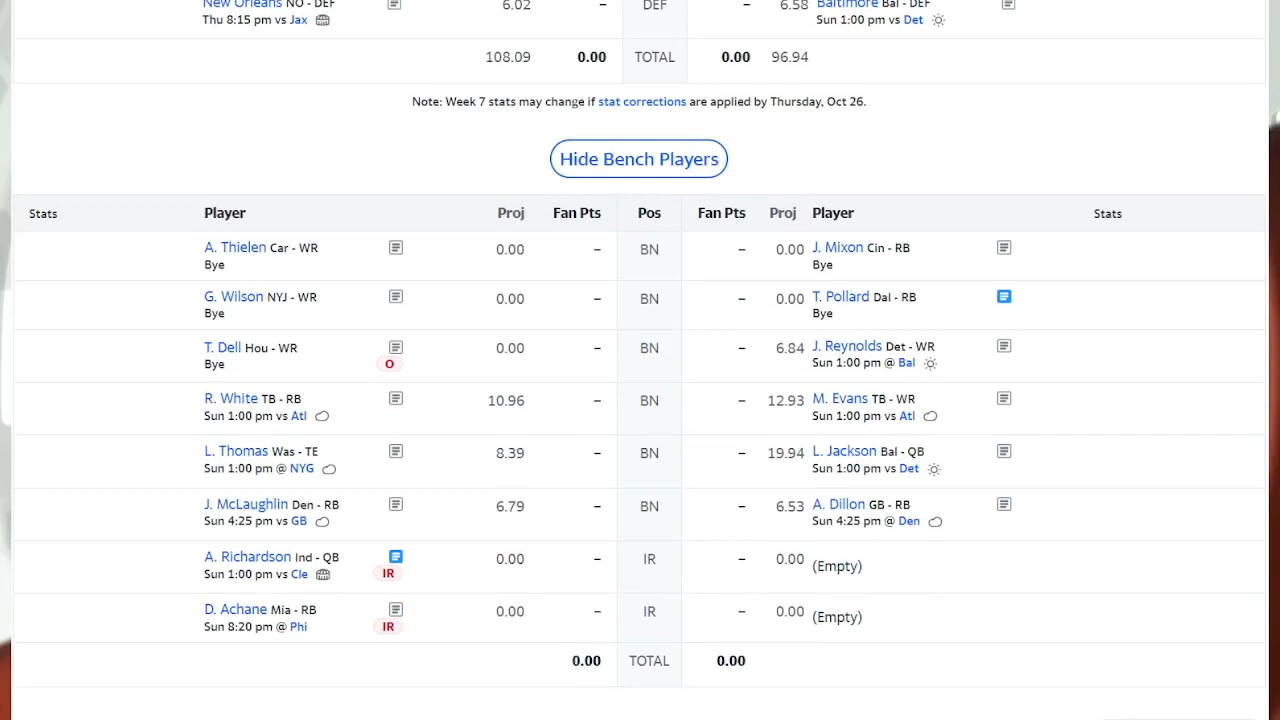 New Orleans NO - DEF 6.02 – DEF – 6.58 Baltimore Bal - DEF
Thu 8:15 pm vs Jax Sun 1:00 pm vs Det
108.09 0.00 TOTAL 0.00 96.94
Note: Week 7 stats may change if stat corrections are applied by Thursday, Oct 26.
Hide Bench Players
Stats Player Proj Fan Pts Pos Fan Pts Proj Player Stats
A. Thielen Car - WR 0.00 – BN – 0.00 J. Mixon Cin - RB
Bye Bye
G. Wilson NYJ - WR 0.00 – BN – 0.00 T. Pollard Dal - RB
Bye Bye
T. Dell Hou - WR 0.00 – BN – 6.84 J. Reynolds Det - WR
Bye O Sun 1:00 pm @ Bal
R. White TB - RB 10.96 – BN – 12.93 M. Evans TB - WR
Sun 1:00 pm vs Atl Sun 1:00 pm vs Atl
L. Thomas Was - TE 8.39 – BN – 19.94 L. Jackson Bal - QB
Sun 1:00 pm @ NYG Sun 1:00 pm vs Det
J. McLaughlin Den - RB 6.79 – BN – 6.53 A. Dillon GB - RB
Sun 4:25 pm vs GB Sun 4:25 pm @ Den
A. Richardson Ind - QB 0.00 – IR – 0.00 (Empty)
Sun 1:00 pm vs Cle IR
D. Achane Mia - RB 0.00 – IR – 0.00 (Empty)
Sun 8:20 pm @ Phi IR
0.00 TOTAL 0.00